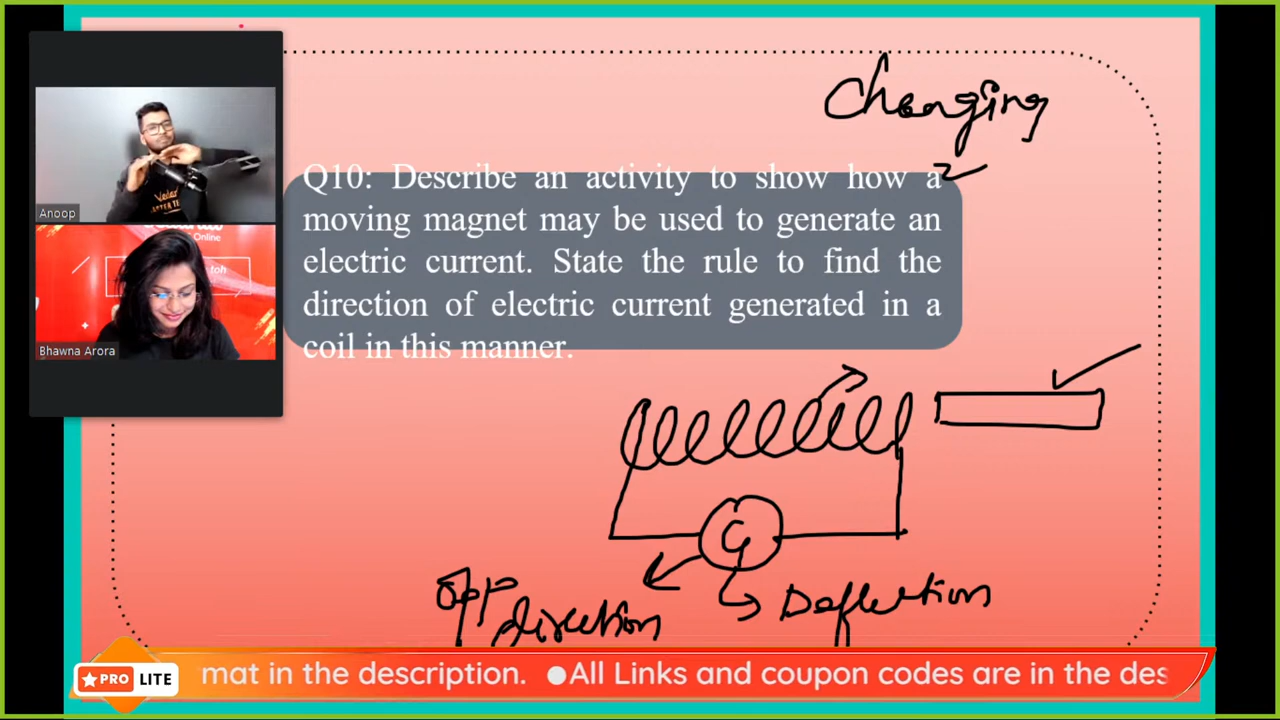 Changing
Q10: Describe an activity to show how a
moving magnet may be used to generate an
electric current. State the rule to find the
direction of electric current generated in a
coil in this manner.
Anoop
Online
Bhawna Arora
G
opp
direction
Deflection
PRO LITE
mat in the description. ●All Links and coupon codes are in the des